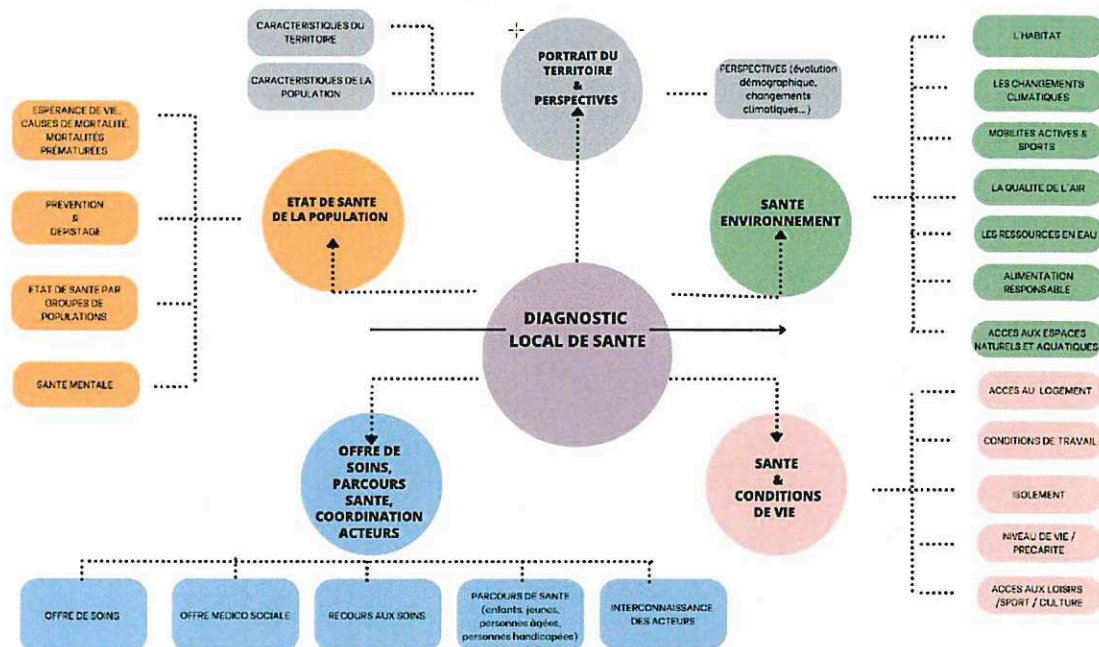 CARACTERISTIQUES DU
TERRITOIRE
CARACTERISTIQUES DE LA
POPULATION
PORTRAIT DU
TERRITOIRE
&
PERSPECTIVES
PERSPECTIVES (évolution
démographique,
changements
climatiques...)
ESPÉRANCE DE VIE,
CAUSES DE MORTALITÉ,
MORTALITÉS
PRÉMATURÉES
PREVENTION
&
DEPISTAGE
ETAT DE SANTE PAR
GROUPES DE
POPULATIONS
SANTE MENTALE
ETAT DE SANTE
DE LA POPULATION
SANTE
ENVIRONNEMENT
L'HABITAT
LES CHANGEMENTS
CLIMATIQUES
MOBILITES ACTIVES &
SPORTS
LA QUALITE DE L'AIR
LES RESSOURCES EN EAU
ALIMENTATION
RESPONSABLE
ACCES AUX ESPACES
NATURELS ET AQUATIQUES
DIAGNOSTIC
LOCAL DE SANTE
OFFRE DE
SOINS,
PARCOURS
SANTE,
COORDINATION
ACTEURS
SANTE
&
CONDITIONS
DE VIE
ACCES AU LOGEMENT
CONDITIONS DE TRAVAIL
ISOLEMENT
NIVEAU DE VIE /
PRECARITE
ACCES AUX LOISIRS
/SPORT / CULTURE
OFFRE DE SOINS
OFFRE MEDICO SOCIALE
RECOURS AUX SOINS
PARCOURS DE SANTE
(enfants, jeunes,
personnes âgées,
personnes handicapées)
INTERCONNAISSANCE
DES ACTEURS